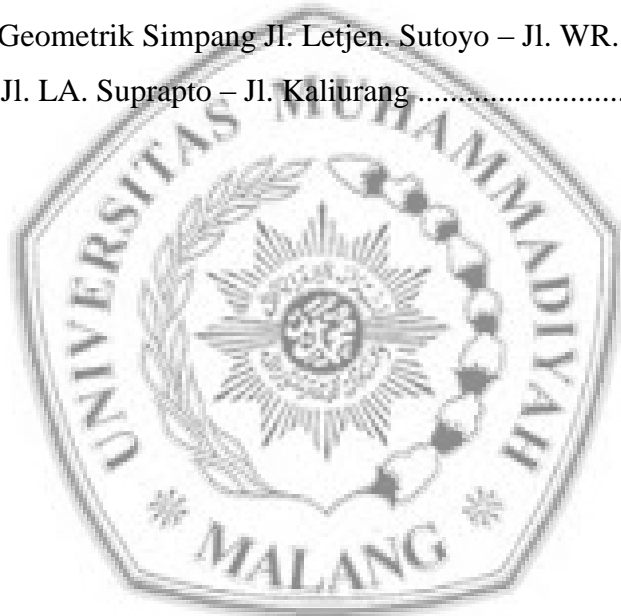 Geometrik Simpang Jl. Letjen. Sutoyo – Jl. WR.
Jl. LA. Suprapto – Jl. Kaliurang ..........................
UNIVERSITAS MUHAMMADIYAH
MALANG